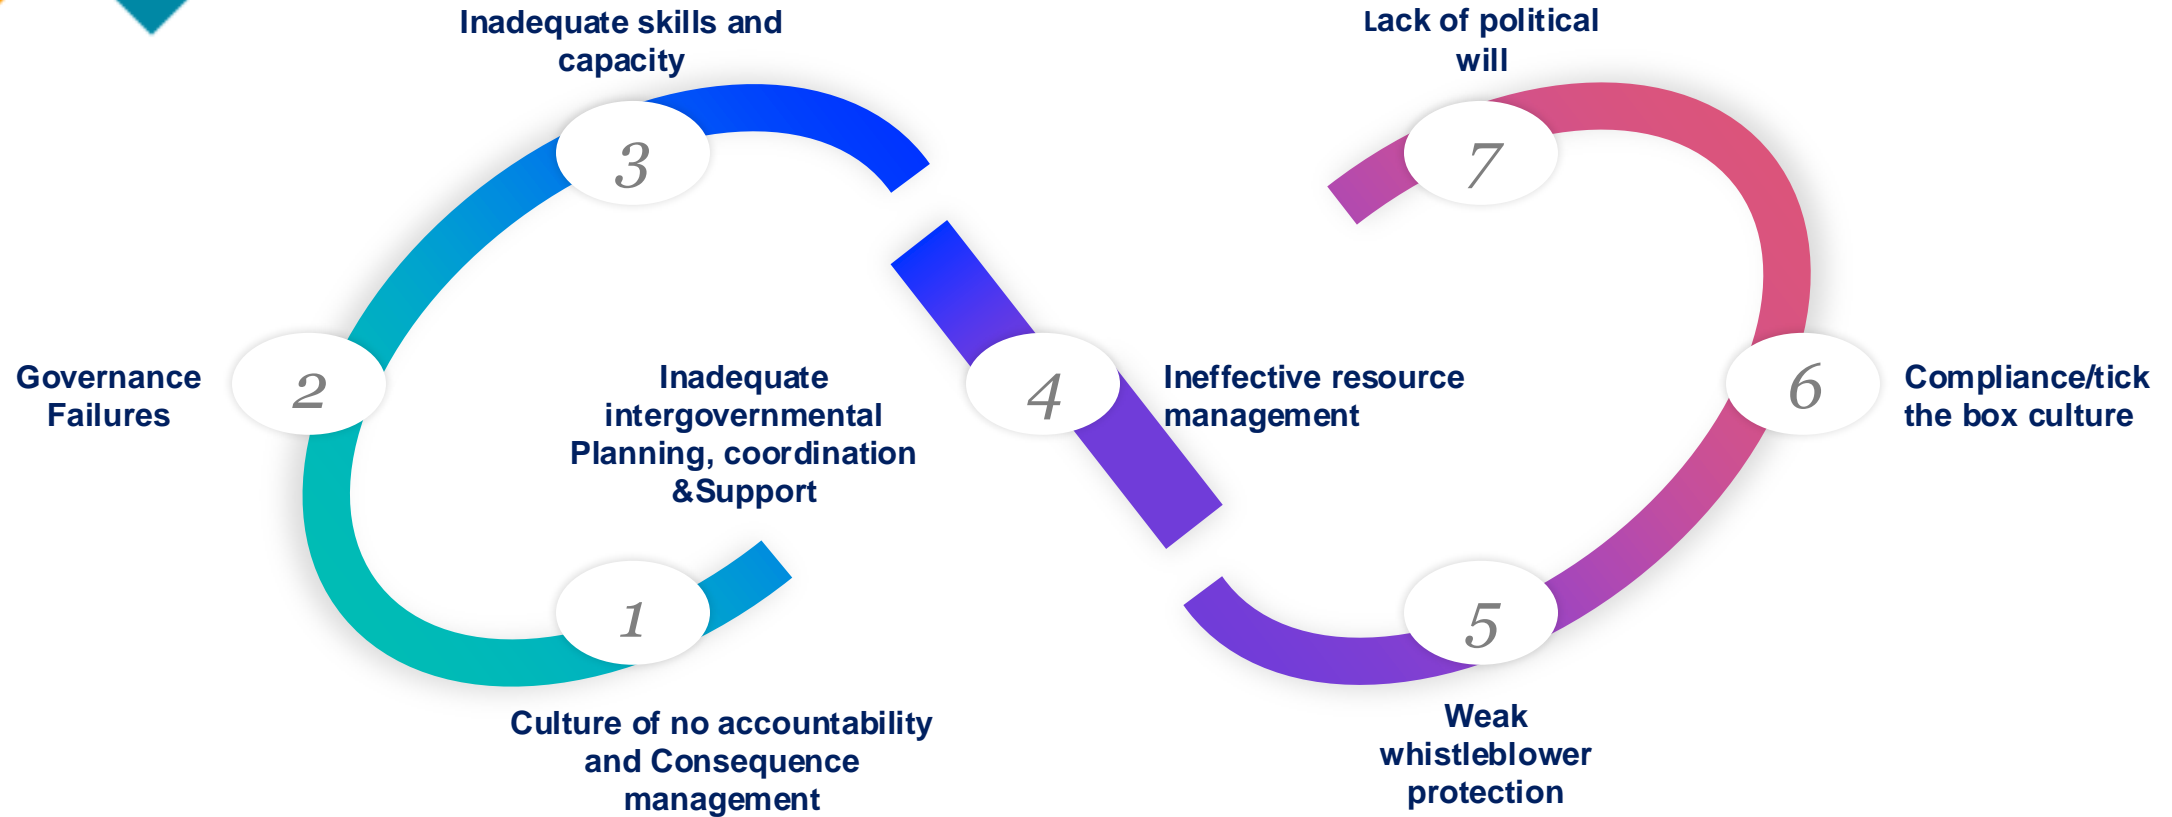 Inadequate skills and
capacity
3
Lack of political
will
7
Governance
Failures
2
Inadequate
intergovernmental
Planning, coordination
&Support
4
Ineffective resource
management
6
Compliance/tick
the box culture
1
Culture of no accountability
and Consequence
management
5
Weak
whistleblower
protection